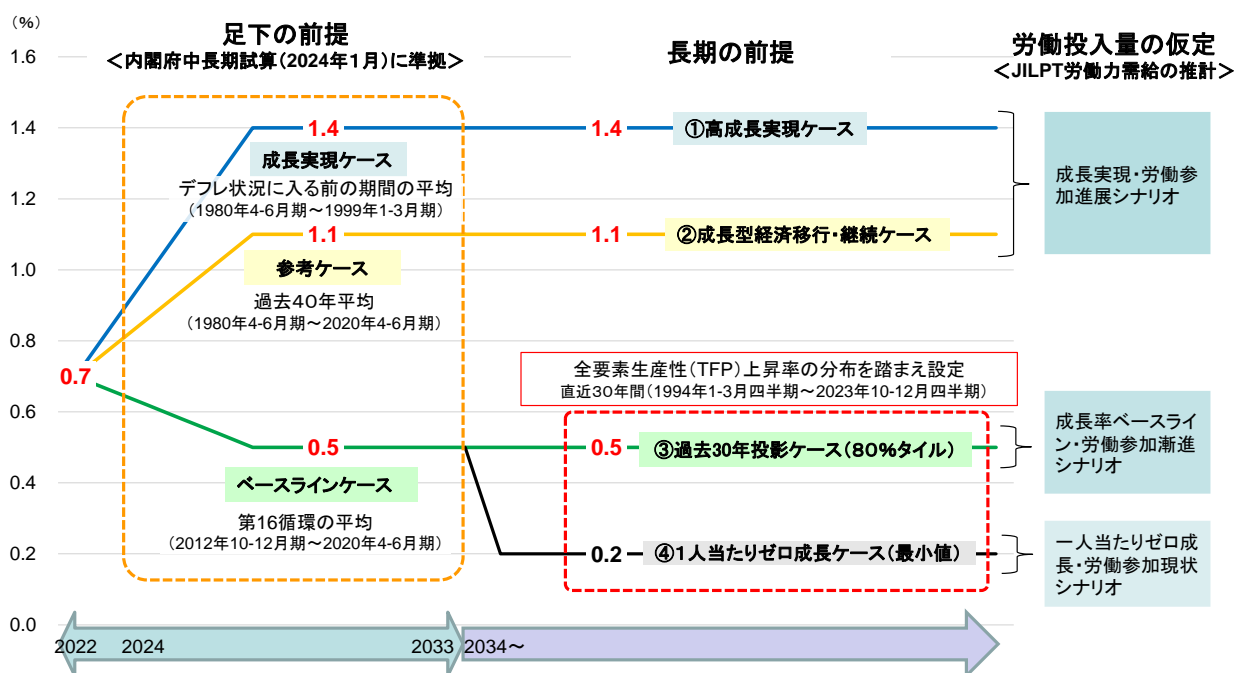 (%)
足下の前提
<内閣府中長期試算(2024年1月)に準拠>
長期の前提
労働投入量の仮定
<JILPT労働力需給の推計>
1.6
1.4
1.2
1.0
0.8
0.6
0.4
0.2
0.0
0.7
1.4
成長実現ケース
デフレ状況に入る前の期間の平均
(1980年4-6月期~1999年1-3月期)
1.1
参考ケース
過去40年平均
(1980年4-6月期~2020年4-6月期)
0.5
ベースラインケース
第16循環の平均
(2012年10-12月期~2020年4-6月期)
1.4
①高成長実現ケース
1.1
②成長型経済移行・継続ケース
全要素生産性(TFP)上昇率の分布を踏まえ設定
直近30年間(1994年1-3月四半期~2023年10-12月四半期)
0.5
③過去30年投影ケース(80%タイル)
0.2
④1人当たりゼロ成長ケース(最小値)
成長実現・労働参
加進展シナリオ
成長率ベースライ
ン・労働参加漸進
シナリオ
一人当たりゼロ成
長・労働参加現状
シナリオ
2022
2024
2033
2034~